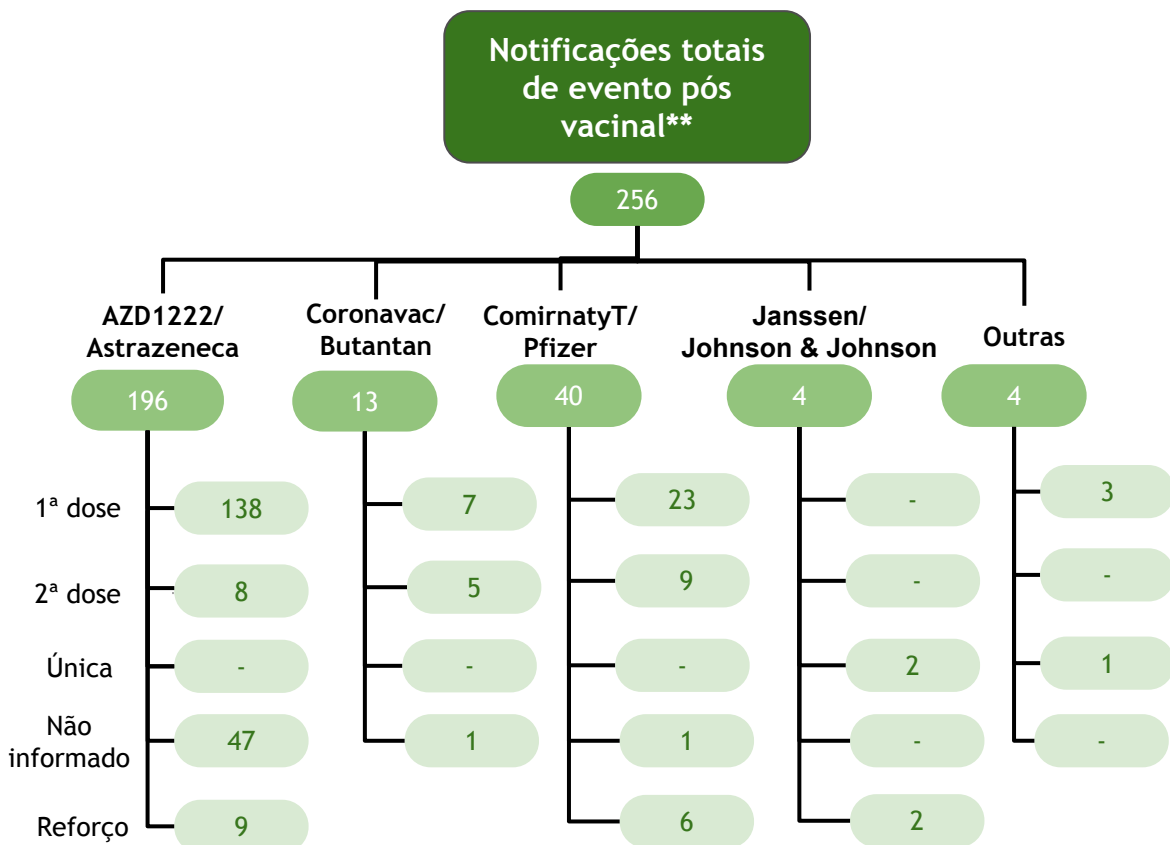 Notificações totais
de evento pós
vacinal**
256
AZD1222/
Astrazeneca
Coronavac/
Butantan
ComirnatyT/
Pfizer
Janssen/
Johnson & Johnson
Outras
196
13
40
4
4
1ª dose
138
7
23
-
3
2ª dose
8
5
9
-
-
Única
-
-
-
2
1
Não
informado
47
1
1
-
-
Reforço
9
6
2